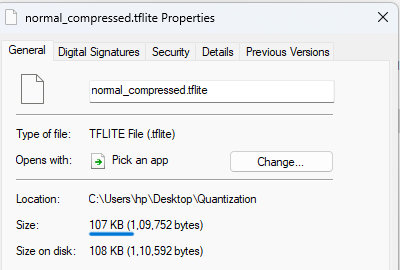 normal_compressed.tflite Properties
General Digital Signatures Security Details Previous Versions
normal_compressed.tflite
Type of file: TFLITE File (.tflite)
Opens with: Pick an app Change...
Location: C:\Users\hp\Desktop\Quantization
Size: 107 KB (1,09,752 bytes)
Size on disk: 108 KB (1,10,592 bytes)